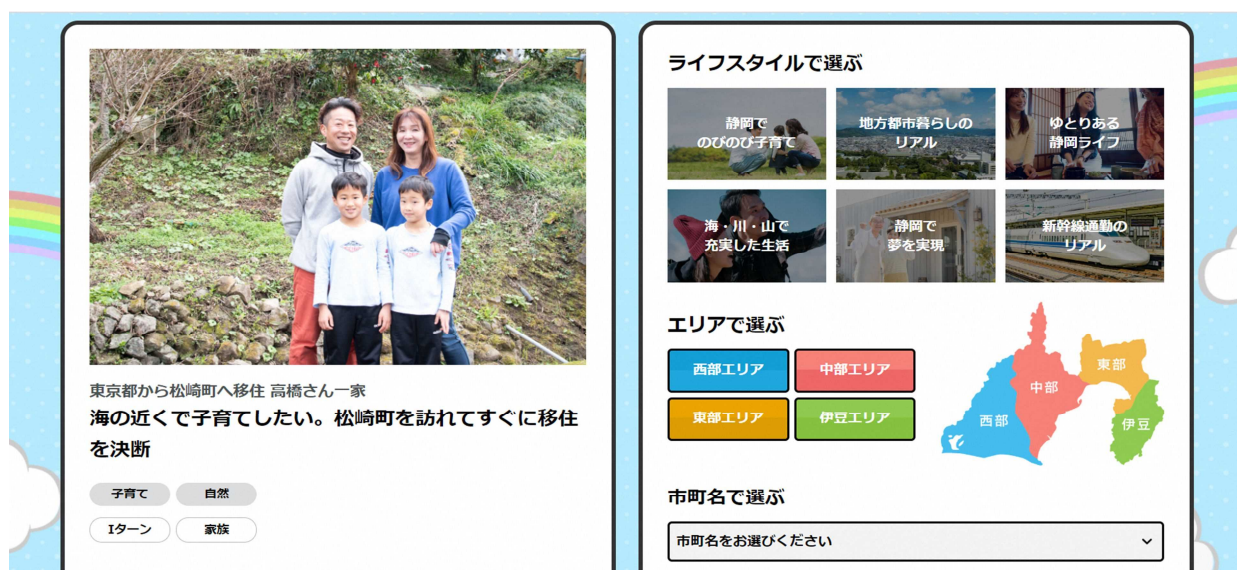 東京都から松崎町へ移住 高橋さん一家
海の近くで子育てしたい。松崎町を訪れてすぐに移住
を決断
子育て
自然
Iターン
家族
ライフスタイルで選ぶ
静岡で
のびのび子育て
地方都市暮らしの
リアル
ゆとりある
静岡ライフ
海・川・山で
充実した生活
静岡で
夢を実現
新幹線通勤の
リアル
エリアで選ぶ
西部エリア
中部エリア
東部エリア
伊豆エリア
東部
中部
西部
伊豆
市町名で選ぶ
市町名をお選びください